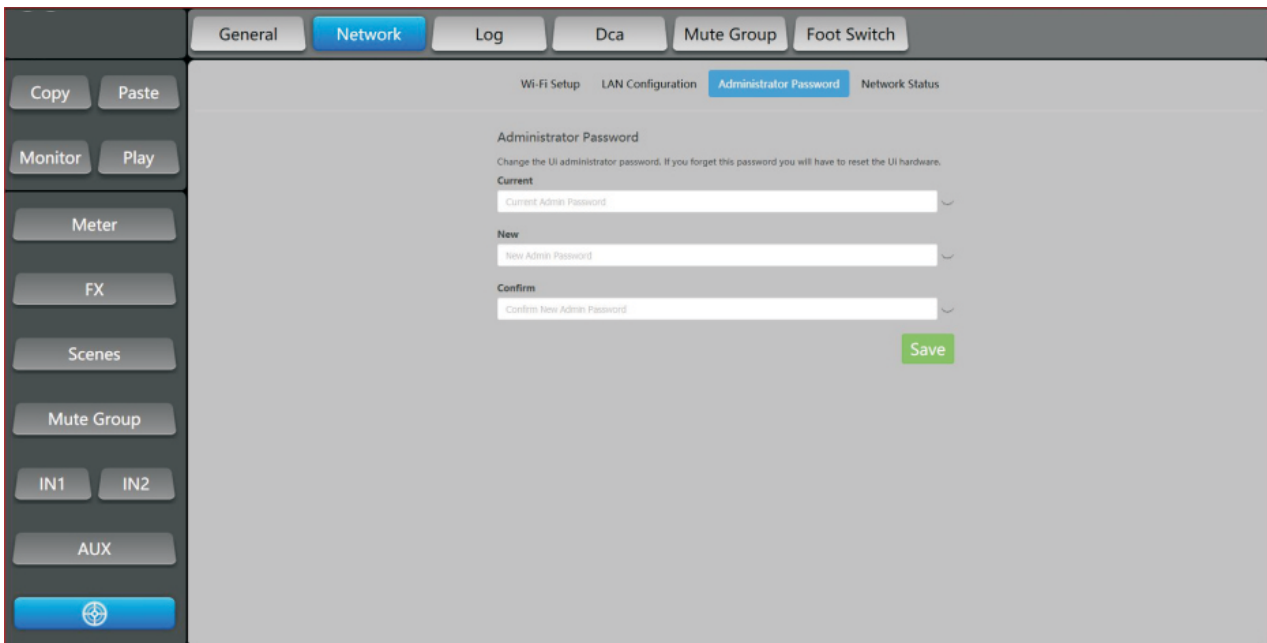 General Network Log Dca Mute Group Foot Switch
Wi-Fi Setup LAN Configuration Administrator Password Network Status
Copy Paste
Monitor Play
Meter
FX
Scenes
Mute Group
IN1 IN2
AUX
Administrator Password
Change the Ui administrator password. If you forget this password you will have to reset the Ui hardware.
Current
Current Admin Password
New
New Admin Password
Confirm
Confirm New Admin Password
Save